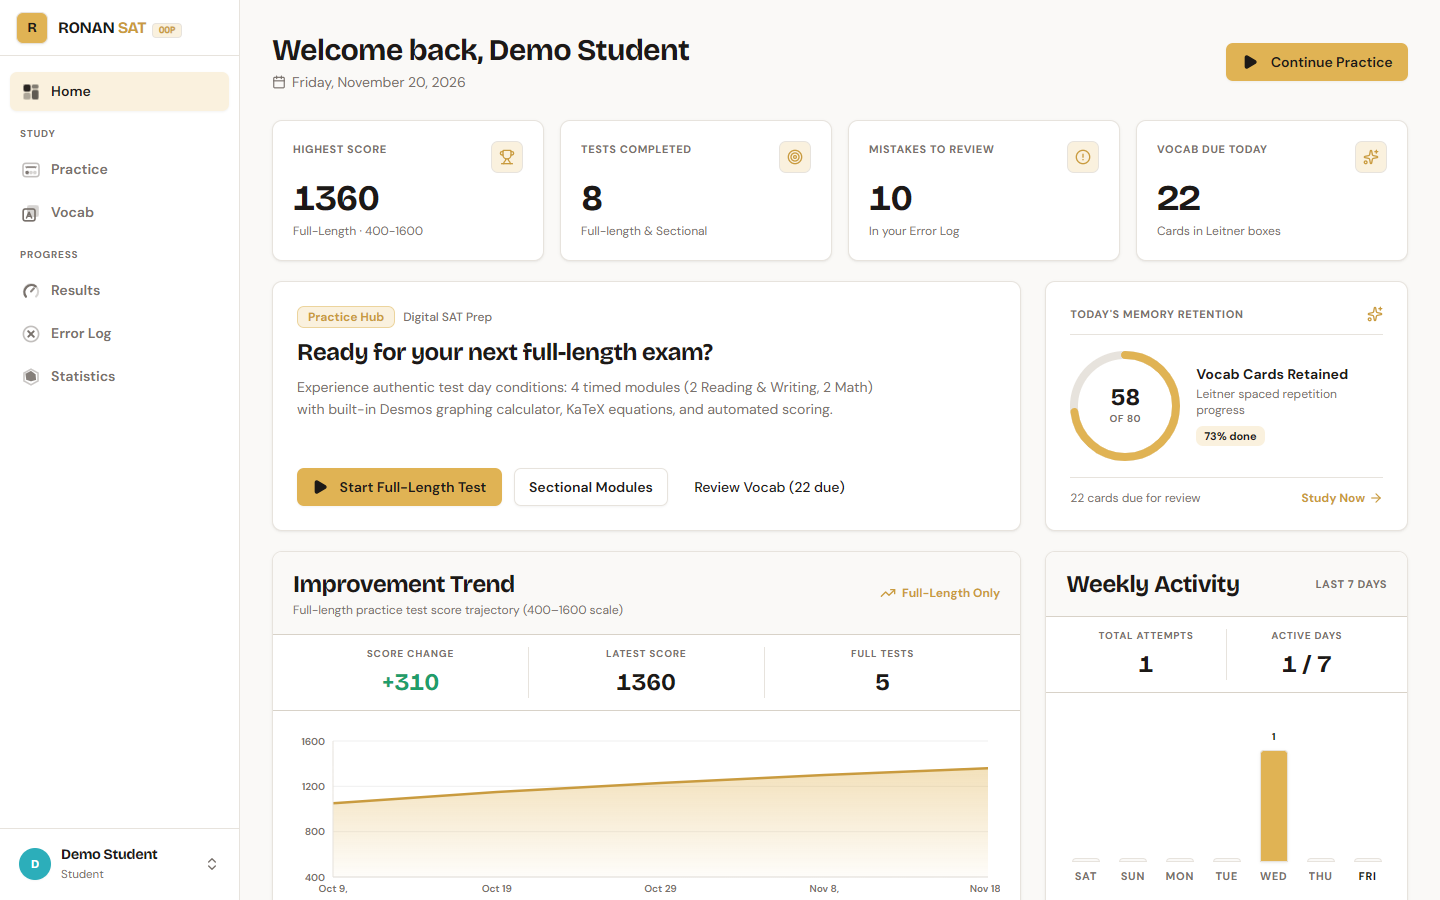 R RONAN SAT OOP
Home
STUDY
Practice
Vocab
PROGRESS
Results
Error Log
Statistics
D Demo Student
Student
Welcome back, Demo Student
Friday, November 20, 2026
Continue Practice
HIGHEST SCORE
1360
Full-Length · 400-1600
TESTS COMPLETED
8
Full-length & Sectional
MISTAKES TO REVIEW
10
In your Error Log
VOCAB DUE TODAY
22
Cards in Leitner boxes
Practice Hub Digital SAT Prep
Ready for your next full-length exam?
Experience authentic test day conditions: 4 timed modules (2 Reading & Writing, 2 Math)
with built-in Desmos graphing calculator, KaTeX equations, and automated scoring.
Start Full-Length Test Sectional Modules Review Vocab (22 due)
TODAY'S MEMORY RETENTION
58
OF 80
Vocab Cards Retained
Leitner spaced repetition
progress
73% done
22 cards due for review Study Now
Improvement Trend
Full-length practice test score trajectory (400–1600 scale)
Full-Length Only
SCORE CHANGE LATEST SCORE FULL TESTS
+310 1360 5
1600
1200
800
400
Oct 9, Oct 19 Oct 29 Nov 8, Nov 18
Weekly Activity LAST 7 DAYS
TOTAL ATTEMPTS ACTIVE DAYS
1 1 / 7
1
SAT SUN MON TUE WED THU FRI